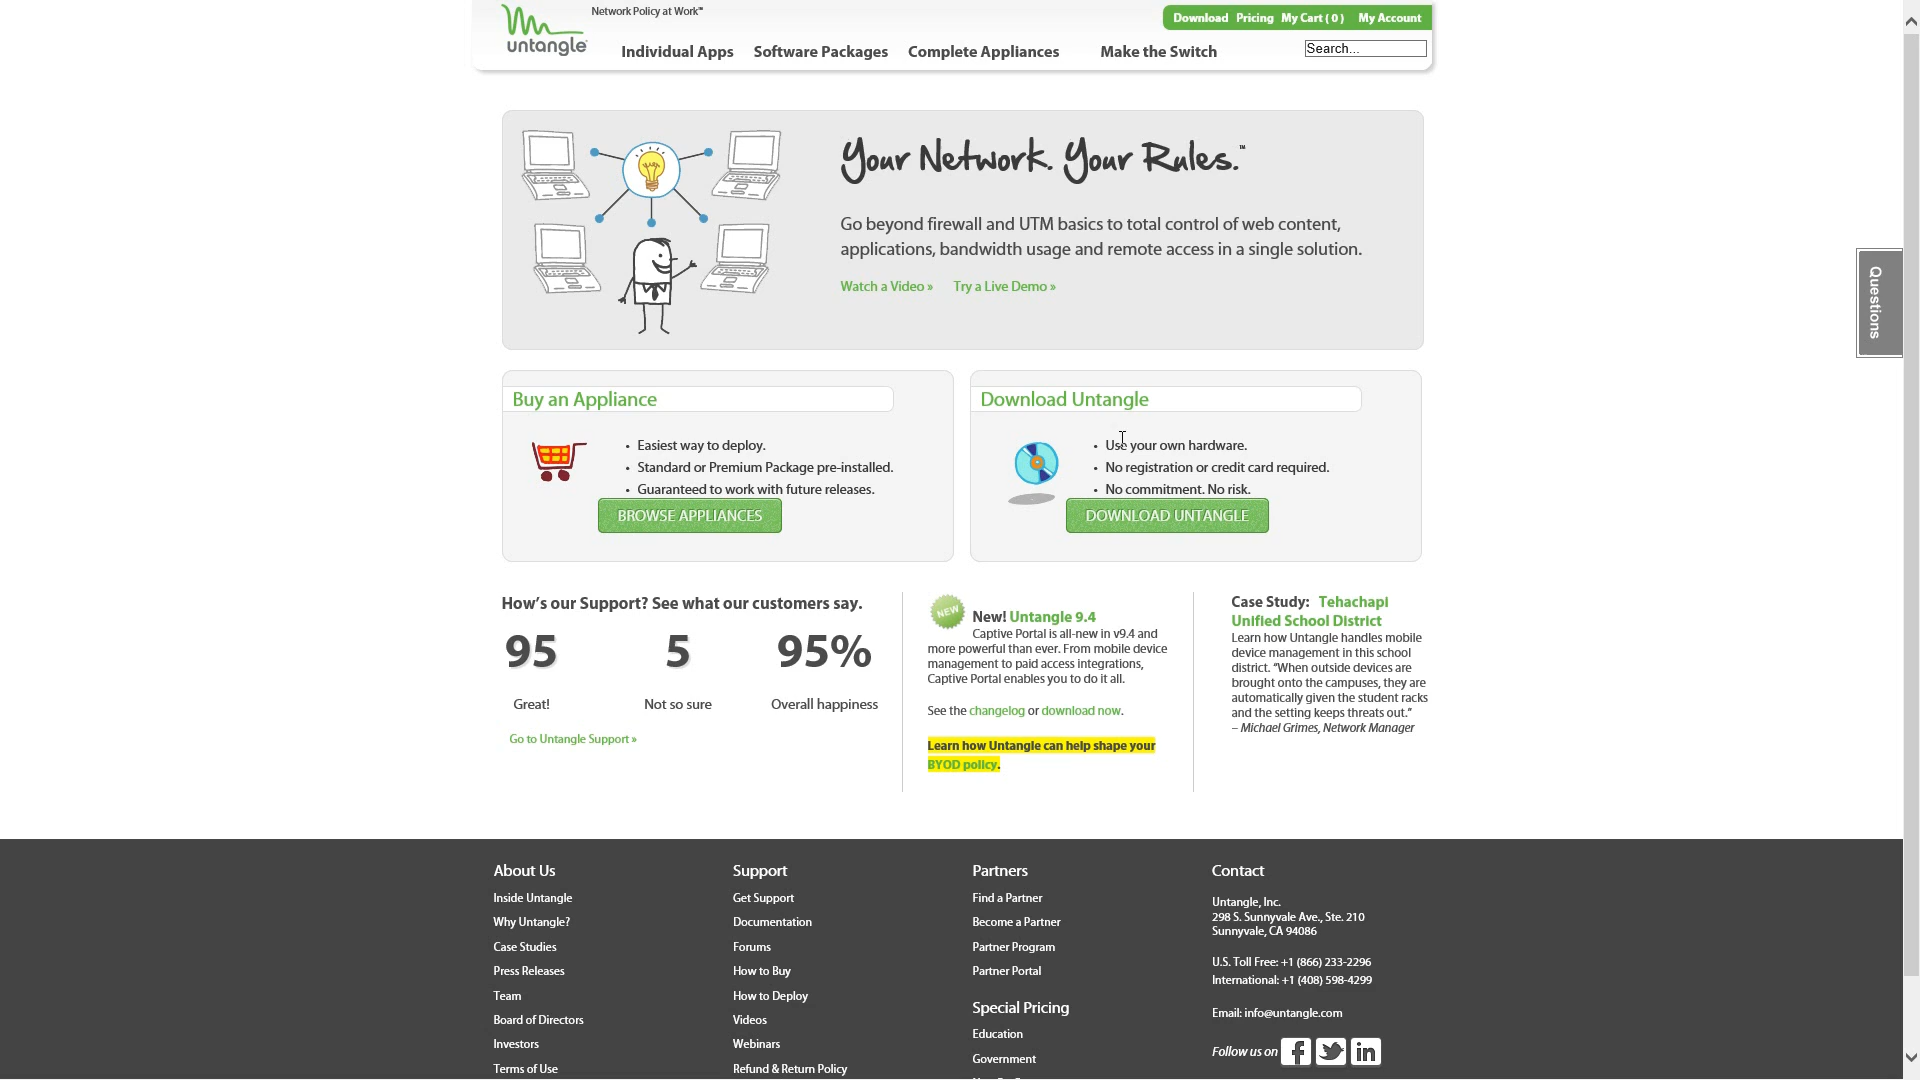 Network Policy at Work™
Download Pricing My Cart ( 0 ) My Account
untangle
Individual Apps Software Packages Complete Appliances Make the Switch
Search...
Your Network. Your Rules.™
Go beyond firewall and UTM basics to total control of web content,
applications, bandwidth usage and remote access in a single solution.
Watch a Video » Try a Live Demo »
Questions
Buy an Appliance
• Easiest way to deploy.
• Standard or Premium Package pre-installed.
• Guaranteed to work with future releases.
BROWSE APPLIANCES
Download Untangle
• Use your own hardware.
• No registration or credit card required.
• No commitment. No risk.
DOWNLOAD UNTANGLE
How's our Support? See what our customers say.
95 5 95%
Great! Not so sure Overall happiness
Go to Untangle Support »
NEW
New! Untangle 9.4
Captive Portal is all-new in v9.4 and
more powerful than ever. From mobile device
management to paid access integrations,
Captive Portal enables you to do it all.
See the changelog or download now.
Learn how Untangle can help shape your
BYOD policy.
Case Study: Tehachapi
Unified School District
Learn how Untangle handles mobile
device management in this school
district. "When outside devices are
brought onto the campuses, they are
automatically given the student racks
and the setting keeps threats out."
– Michael Grimes, Network Manager
About Us
Inside Untangle
Why Untangle?
Case Studies
Press Releases
Team
Board of Directors
Investors
Terms of Use
Support
Get Support
Documentation
Forums
How to Buy
How to Deploy
Videos
Webinars
Refund & Return Policy
Partners
Find a Partner
Become a Partner
Partner Program
Partner Portal
Special Pricing
Education
Government
Contact
Untangle, Inc.
298 S. Sunnyvale Ave., Ste. 210
Sunnyvale, CA 94086
U.S. Toll Free: +1 (866) 233-2296
International: +1 (408) 598-4299
Email: info@untangle.com
Follow us on